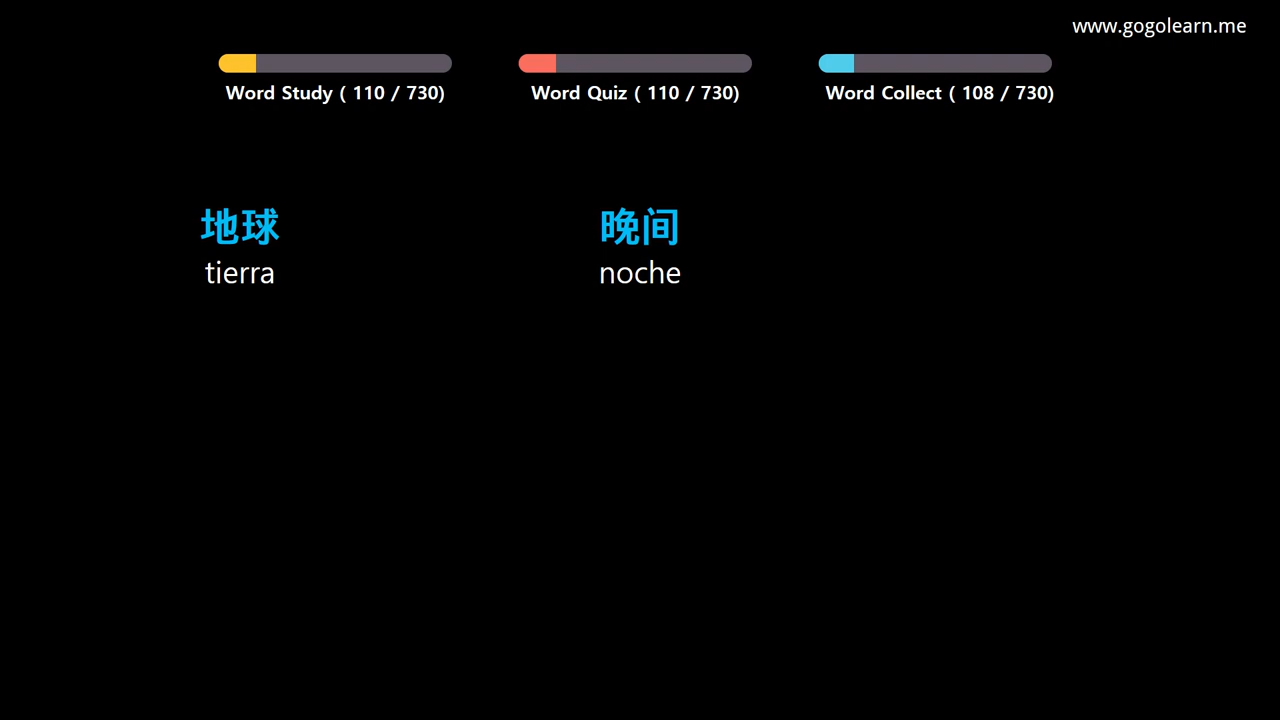 www.gogolearn.me
Word Study ( 110 / 730)
Word Quiz ( 110 / 730)
Word Collect ( 108 / 730)
地球
tierra
晚间
noche